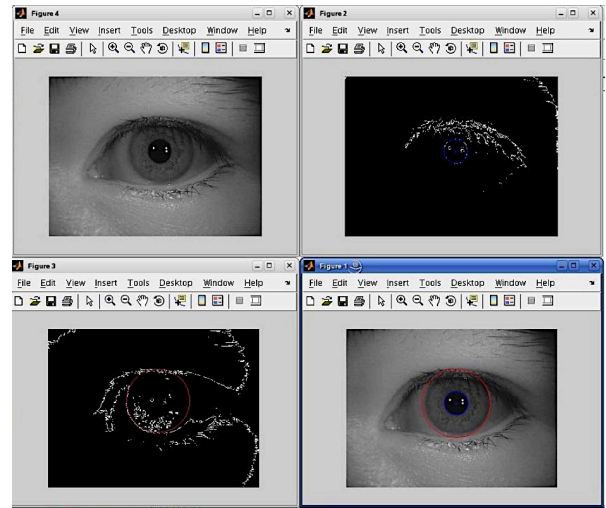 Figure 4
File Edit View Insert Tools Desktop Window Help
Figure 2
File Edit View Insert Tools Desktop Window Help
Figure 3
File Edit View Insert Tools Desktop Window Help
Figure 1
File Edit View Insert Tools Desktop Window Help